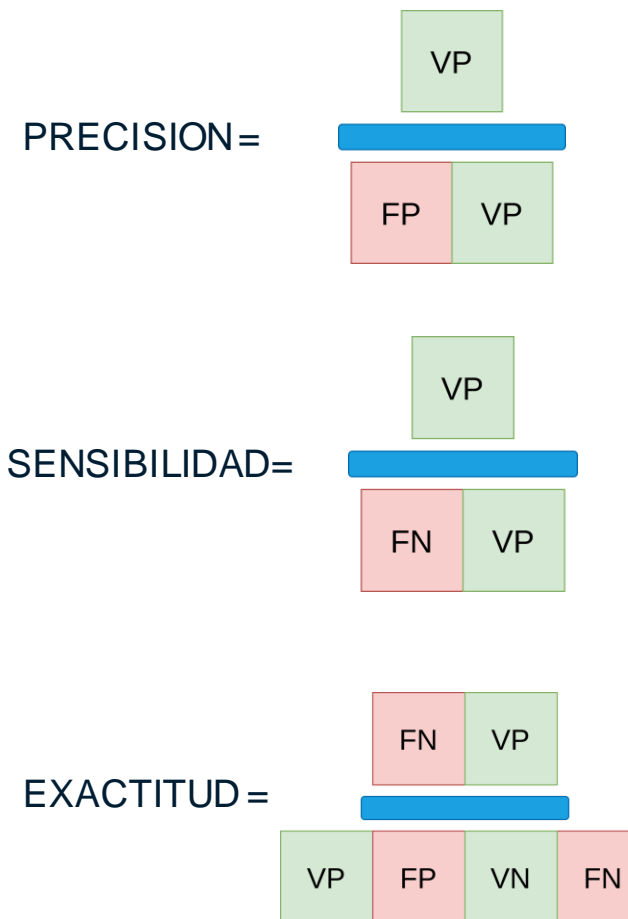 VP
PRECISION =
FP VP
VP
SENSIBILIDAD=
FN VP
FN VP
EXACTITUD =
VP FP VN FN